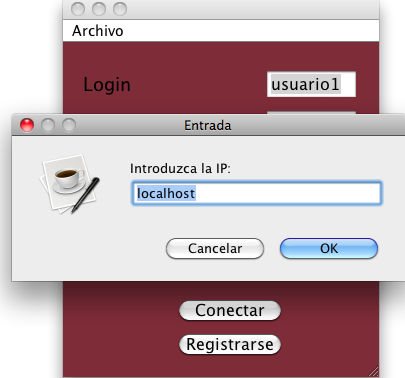 Archivo
Login usuario1
Entrada
Introduzca la IP:
localhost
Cancelar OK
Conectar
Registrarse